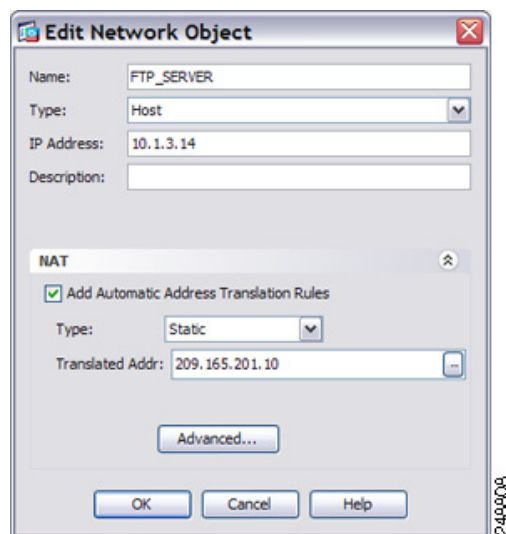 Edit Network Object
Name: FTP_SERVER
Type: Host
IP Address: 10.1.3.14
Description:
NAT
Add Automatic Address Translation Rules
Type: Static
Translated Addr: 209.165.201.10 ...
Advanced...
OK Cancel Help
248908